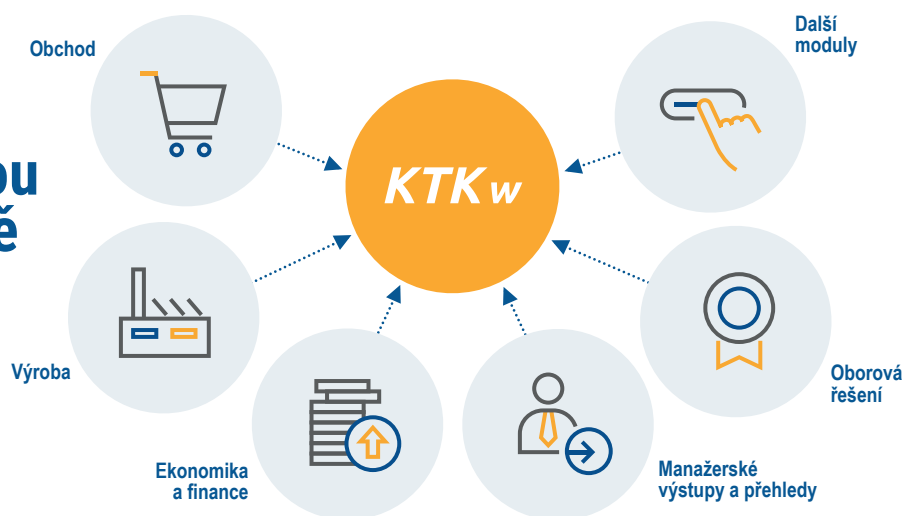 Obchod
Další
moduly
KTKw
Výroba
Oborová
řešení
Ekonomika
a finance
Manažerské
výstupy a přehledy